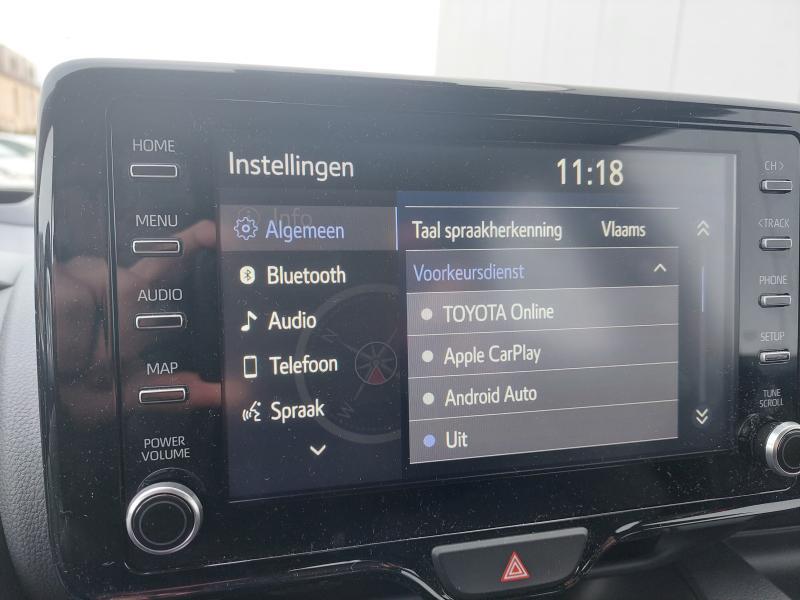 HOME
MENU
AUDIO
MAP
POWER
VOLUME
Instellingen
11:18
Info
Algemeen
Bluetooth
Audio
Telefoon
Spraak
Taal spraakherkenning Vlaams
Voorkeursdienst
TOYOTA Online
Apple CarPlay
Android Auto
Uit
N
W
CH >
< TRACK
PHONE
SETUP
TUNE
SCROLL